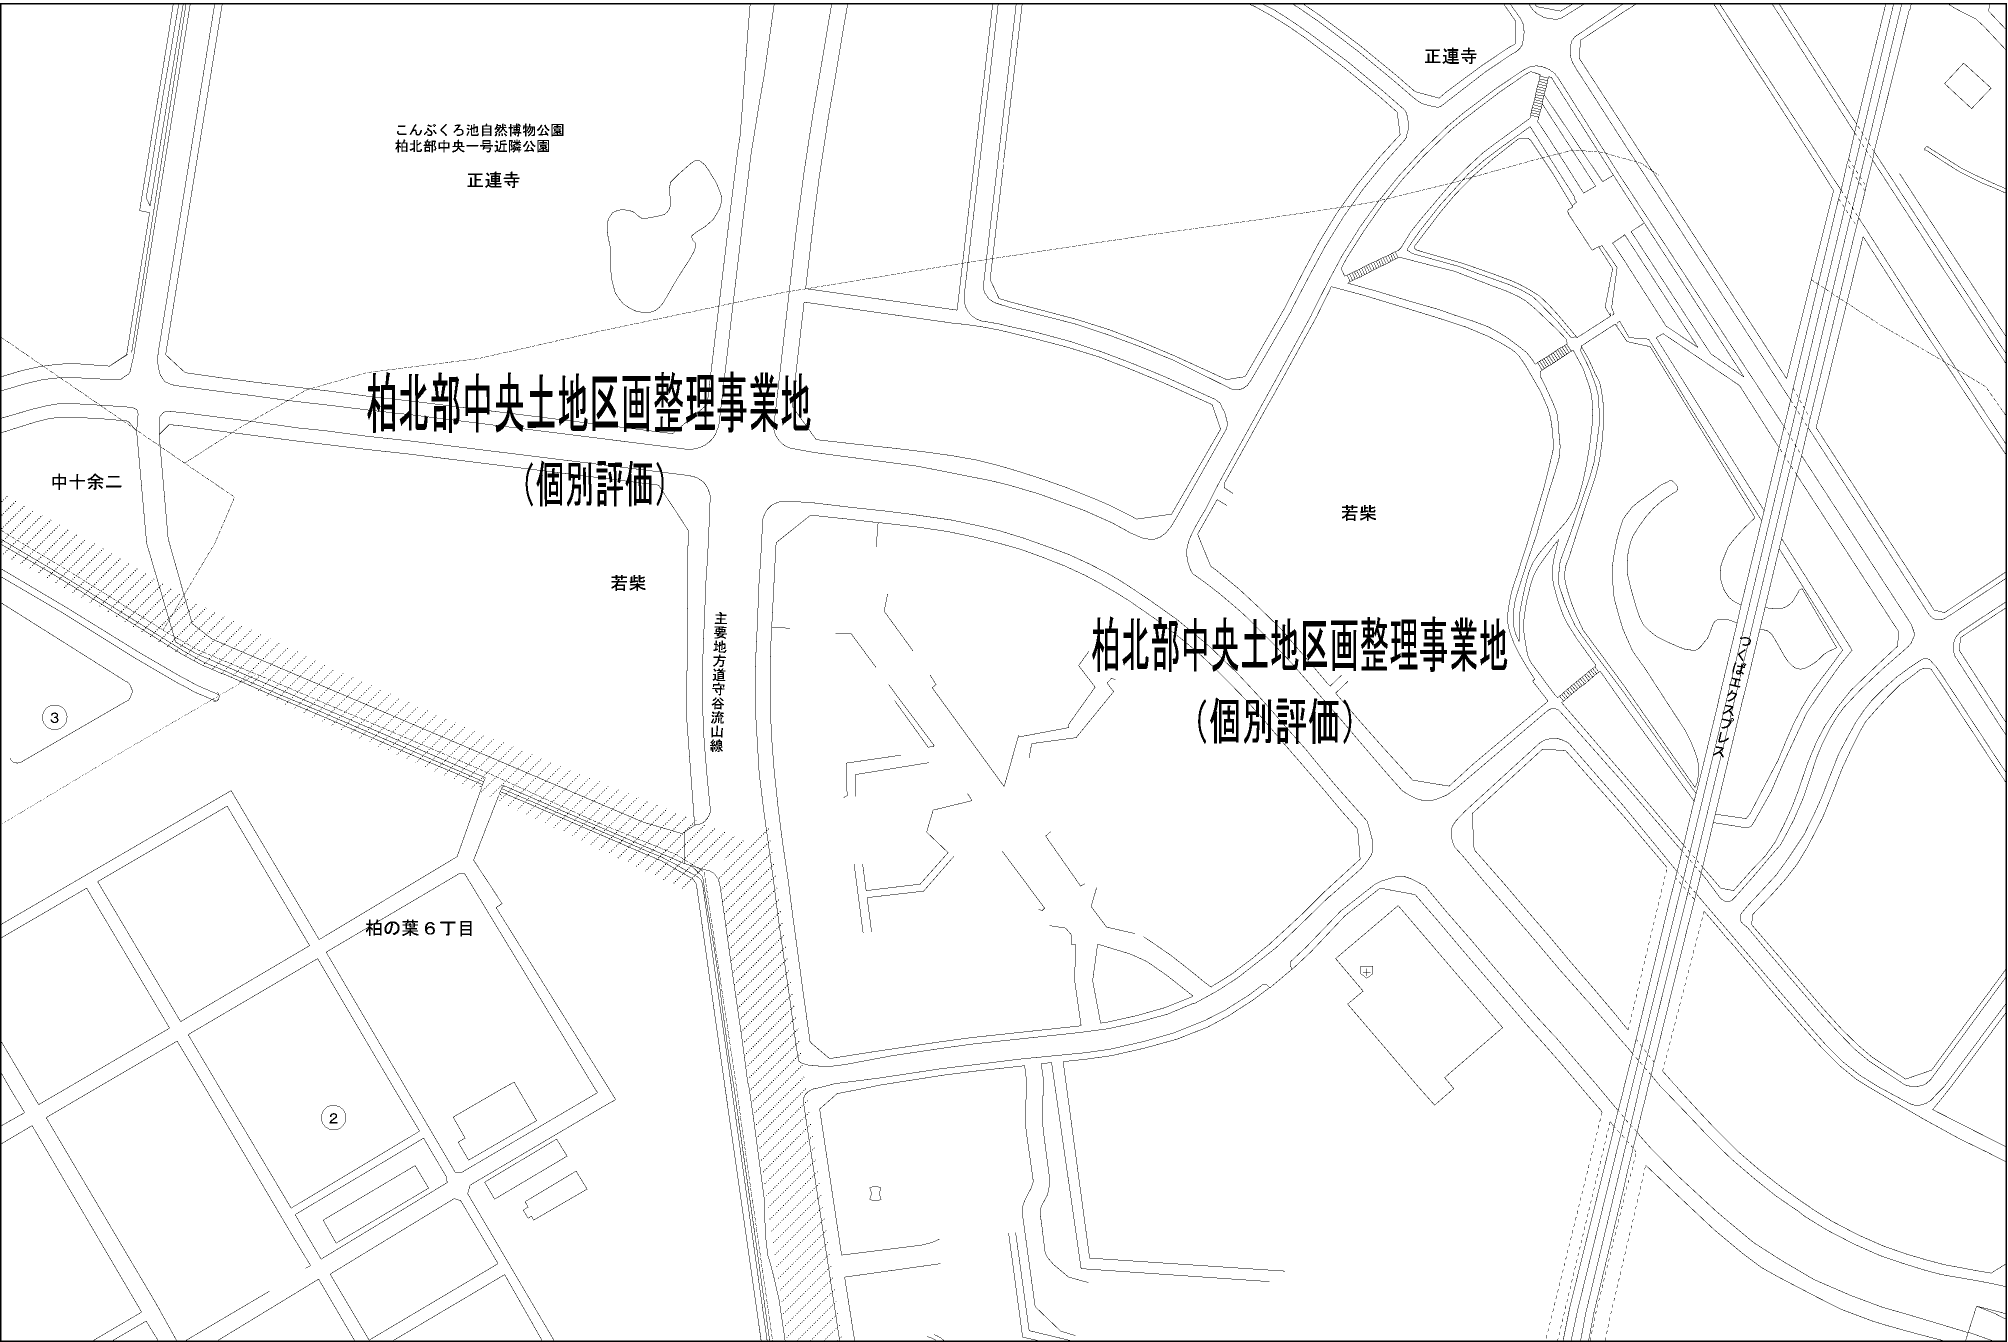 正連寺
こんぶくろ池自然博物公園
柏北部中央一号近隣公園
正連寺
柏北部中央土地区画整理事業地
（個別評価）
中十余二
若柴
若柴
主要地方道守谷流山線
柏北部中央土地区画整理事業地
（個別評価）
つくばエクスプレス
3
柏の葉６丁目
2